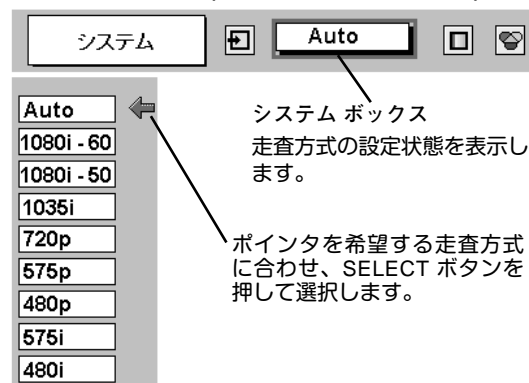 システム
Auto
Auto
1080i - 60
1080i - 50
1035i
720p
575p
480p
575i
480i
システム ボックス
走査方式の設定状態を表示し
ます。
ポインタを希望する走査方式
に合わせ、SELECT ボタンを
押して選択します。